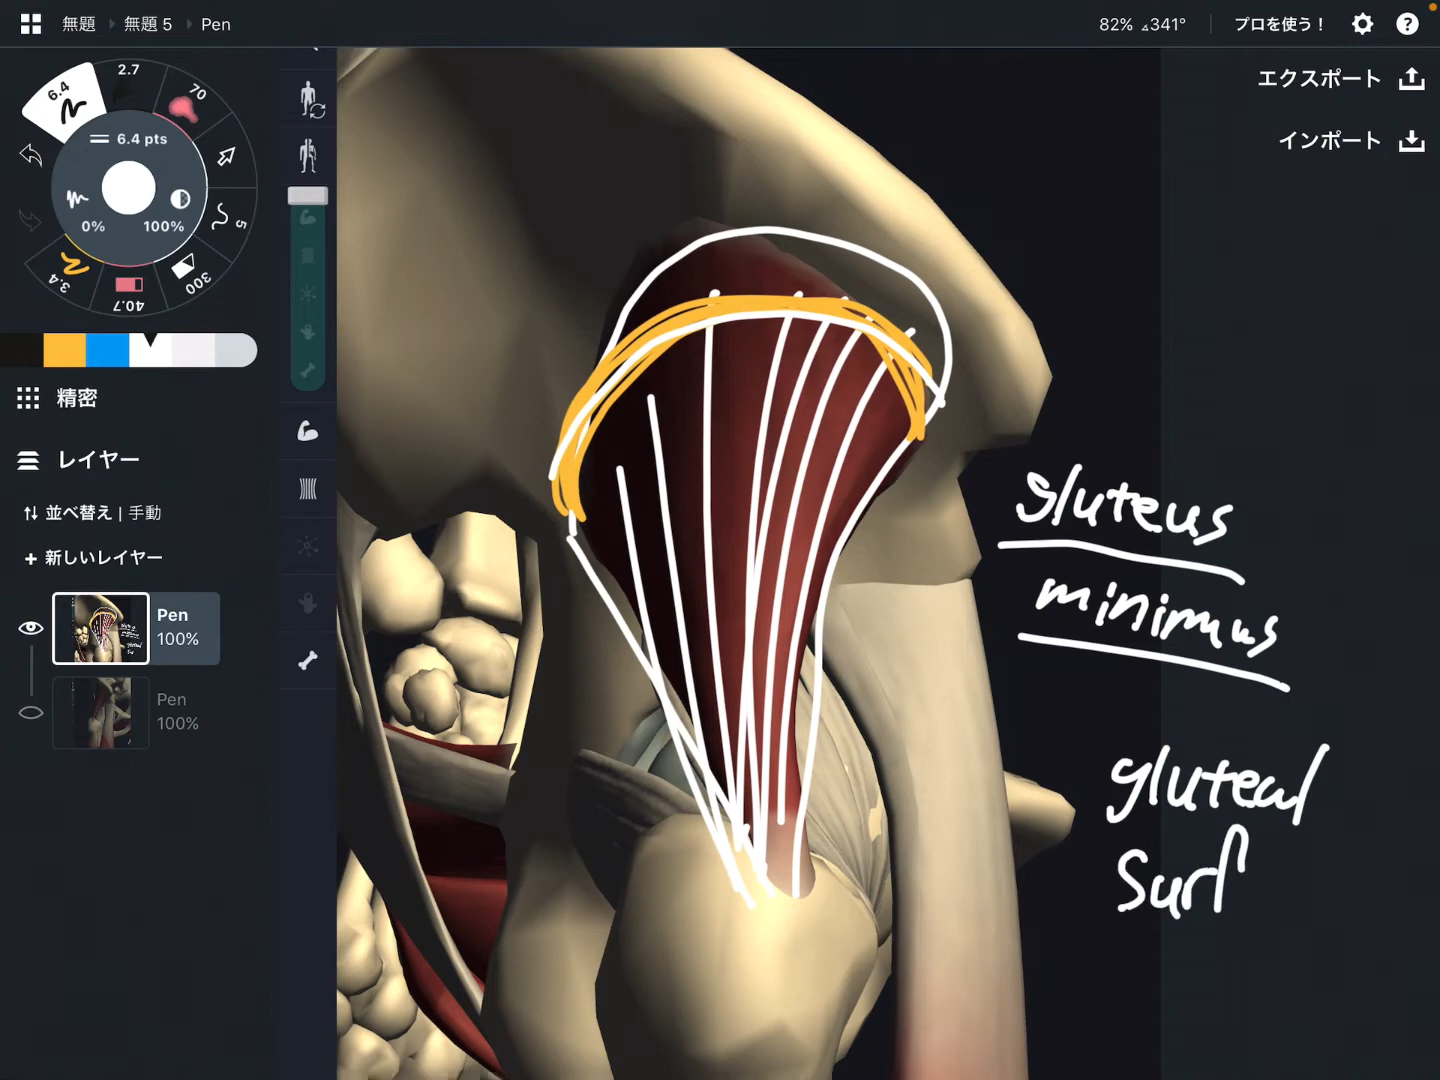 無題 無題 5 Pen
82% ⊿341°
プロを使う！
エクスポート
インポート
2.7
6.4
70
6.4 pts
5
0% 100%
300
3.4
40.7
精密
レイヤー
並べ替え | 手動
+ 新しいレイヤー
Pen
100%
Pen
100%
gluteus
minimus
gluteal
Surf